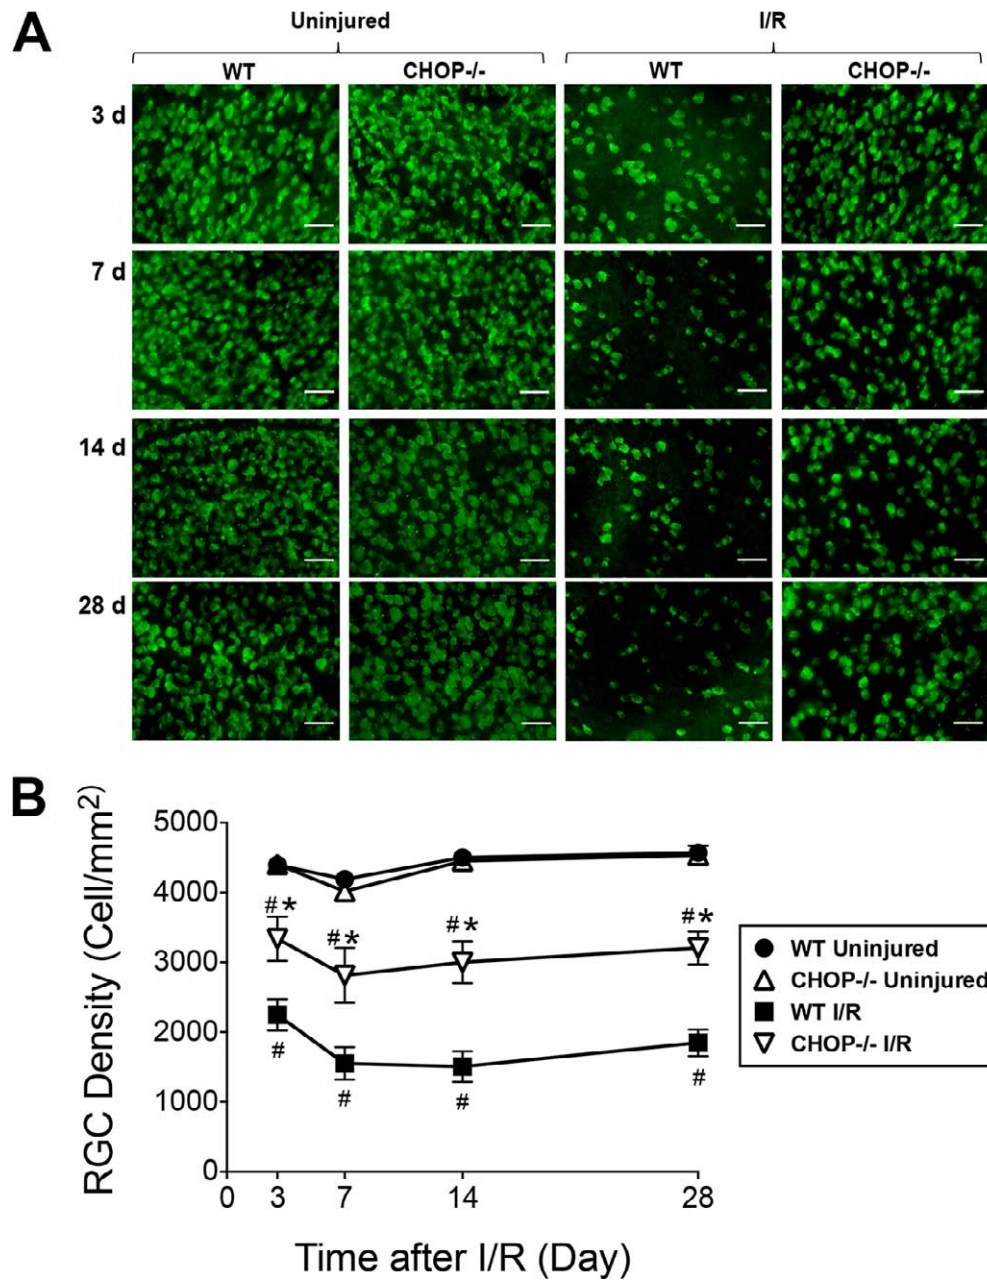 A
Uninjured I/R
WT CHOP-/- WT CHOP-/-
3 d
7 d
14 d
28 d
B
RGC Density (Cell/mm2)
5000
4000
3000
2000
1000
0
#* #* #* #*
# # # #
0 3 7 14 28
Time after I/R (Day)
WT Uninjured
CHOP-/- Uninjured
WT I/R
CHOP-/- I/R